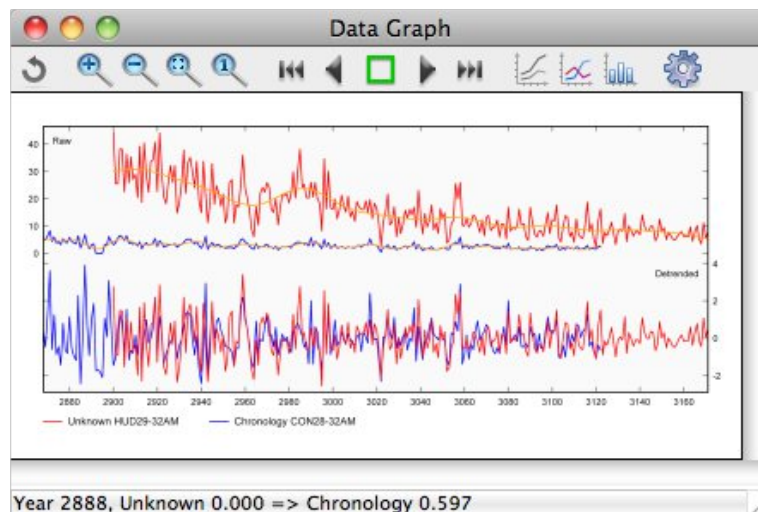 Data Graph
1
Raw
40
30
20
10
0
Detrended
4
2
0
-2
2880 2900 2920 2940 2960 2980 3000 3020 3040 3060 3080 3100 3120 3140 3160
Unknown HUD29-32AM Chronology CON28-32AM
Year 2888, Unknown 0.000 => Chronology 0.597